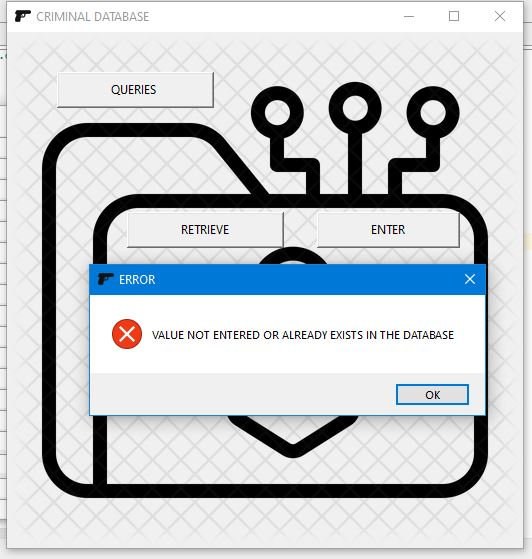 CRIMINAL DATABASE
QUERIES
RETRIEVE
ENTER
ERROR
VALUE NOT ENTERED OR ALREADY EXISTS IN THE DATABASE
OK